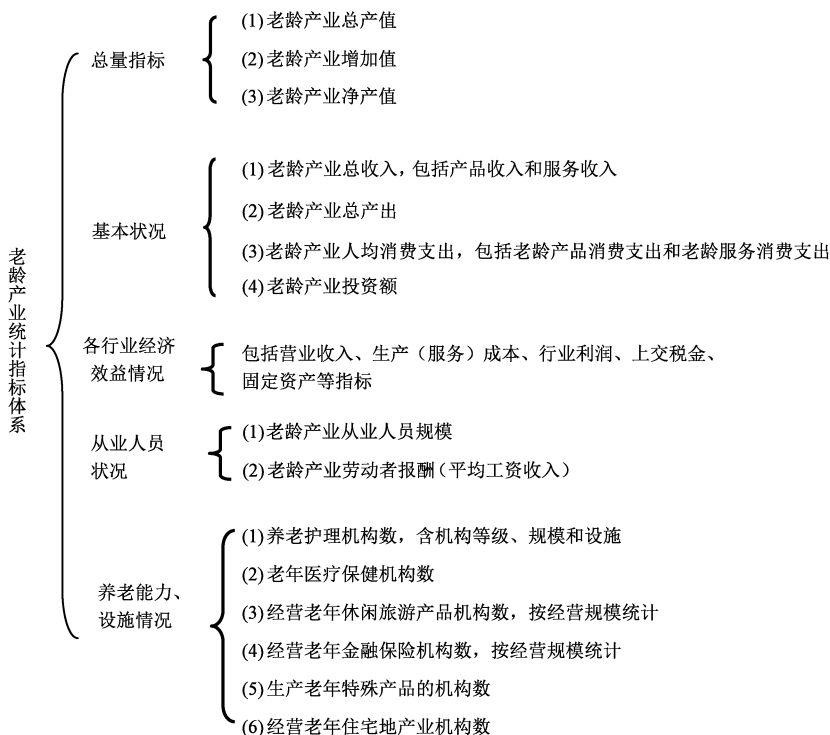 老龄产业统计指标体系
总量指标
(1)老龄产业总产值
(2)老龄产业增加值
(3)老龄产业净产值
基本状况
(1)老龄产业总收入，包括产品收入和服务收入
(2)老龄产业总产出
(3)老龄产业人均消费支出，包括老龄产品消费支出和老龄服务消费支出
(4)老龄产业投资额
各行业经济
效益情况
包括营业收入、生产（服务）成本、行业利润、上交税金、
固定资产等指标
从业人员
状况
(1)老龄产业从业人员规模
(2)老龄产业劳动者报酬（平均工资收入）
养老能力、
设施情况
(1)养老护理机构数，含机构等级、规模和设施
(2)老年医疗保健机构数
(3)经营老年休闲旅游产品机构数，按经营规模统计
(4)经营老年金融保险机构数，按经营规模统计
(5)生产老年特殊产品的机构数
(6)经营老年住宅地产业机构数